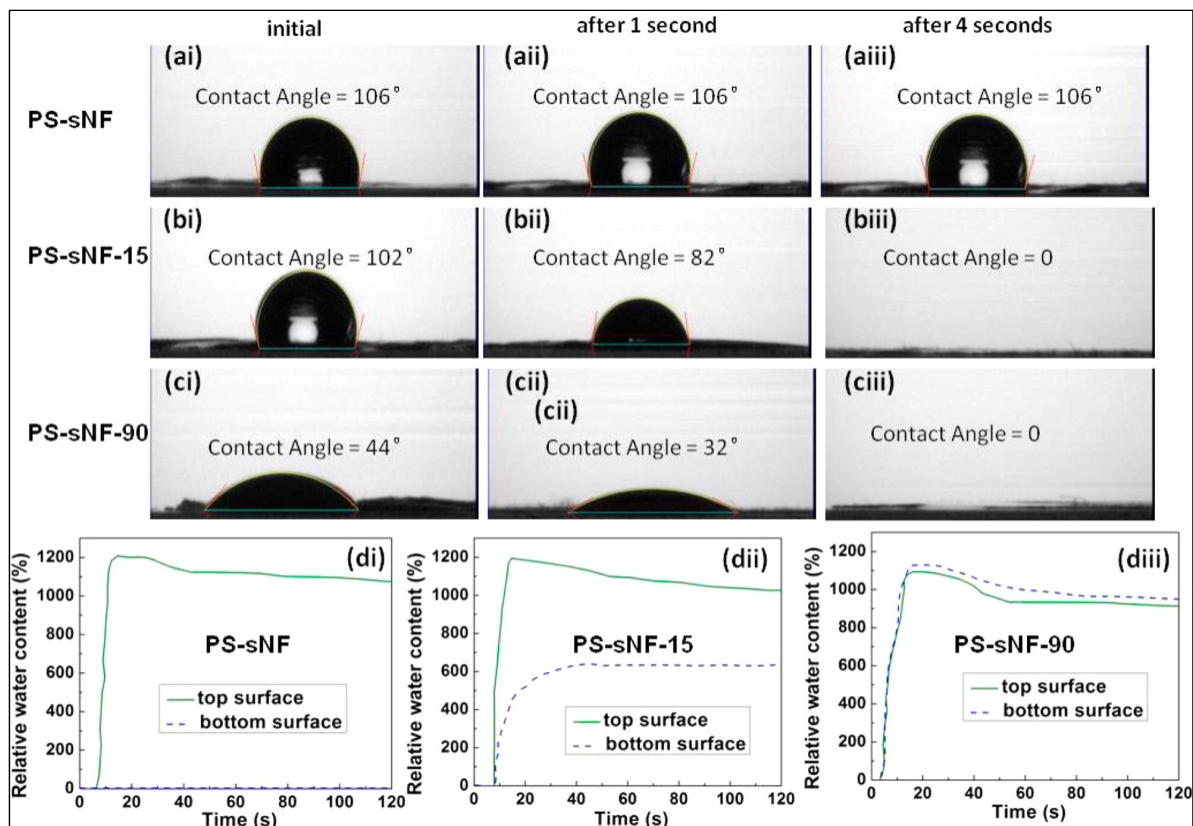 initial
after 1 second
after 4 seconds
PS-sNF
(ai)
Contact Angle = 106°
(aii)
Contact Angle = 106°
(aiii)
Contact Angle = 106°
PS-sNF-15
(bi)
Contact Angle = 102°
(bii)
Contact Angle = 82°
(biii)
Contact Angle = 0
PS-sNF-90
(ci)
Contact Angle = 44°
(cii)
(cii)
Contact Angle = 32°
(ciii)
Contact Angle = 0
(di)
Relative water content (%)
1200
1000
800
600
400
200
0
PS-sNF
top surface
bottom surface
0 20 40 60 80 100 120
Time (s)
(dii)
Relative water content (%)
1200
1000
800
600
400
200
0
PS-sNF-15
top surface
bottom surface
0 20 40 60 80 100 120
Time (s)
(diii)
Relative water content (%)
1200
1000
800
600
400
200
0
PS-sNF-90
top surface
bottom surface
0 20 40 60 80 100 120
Time (s)